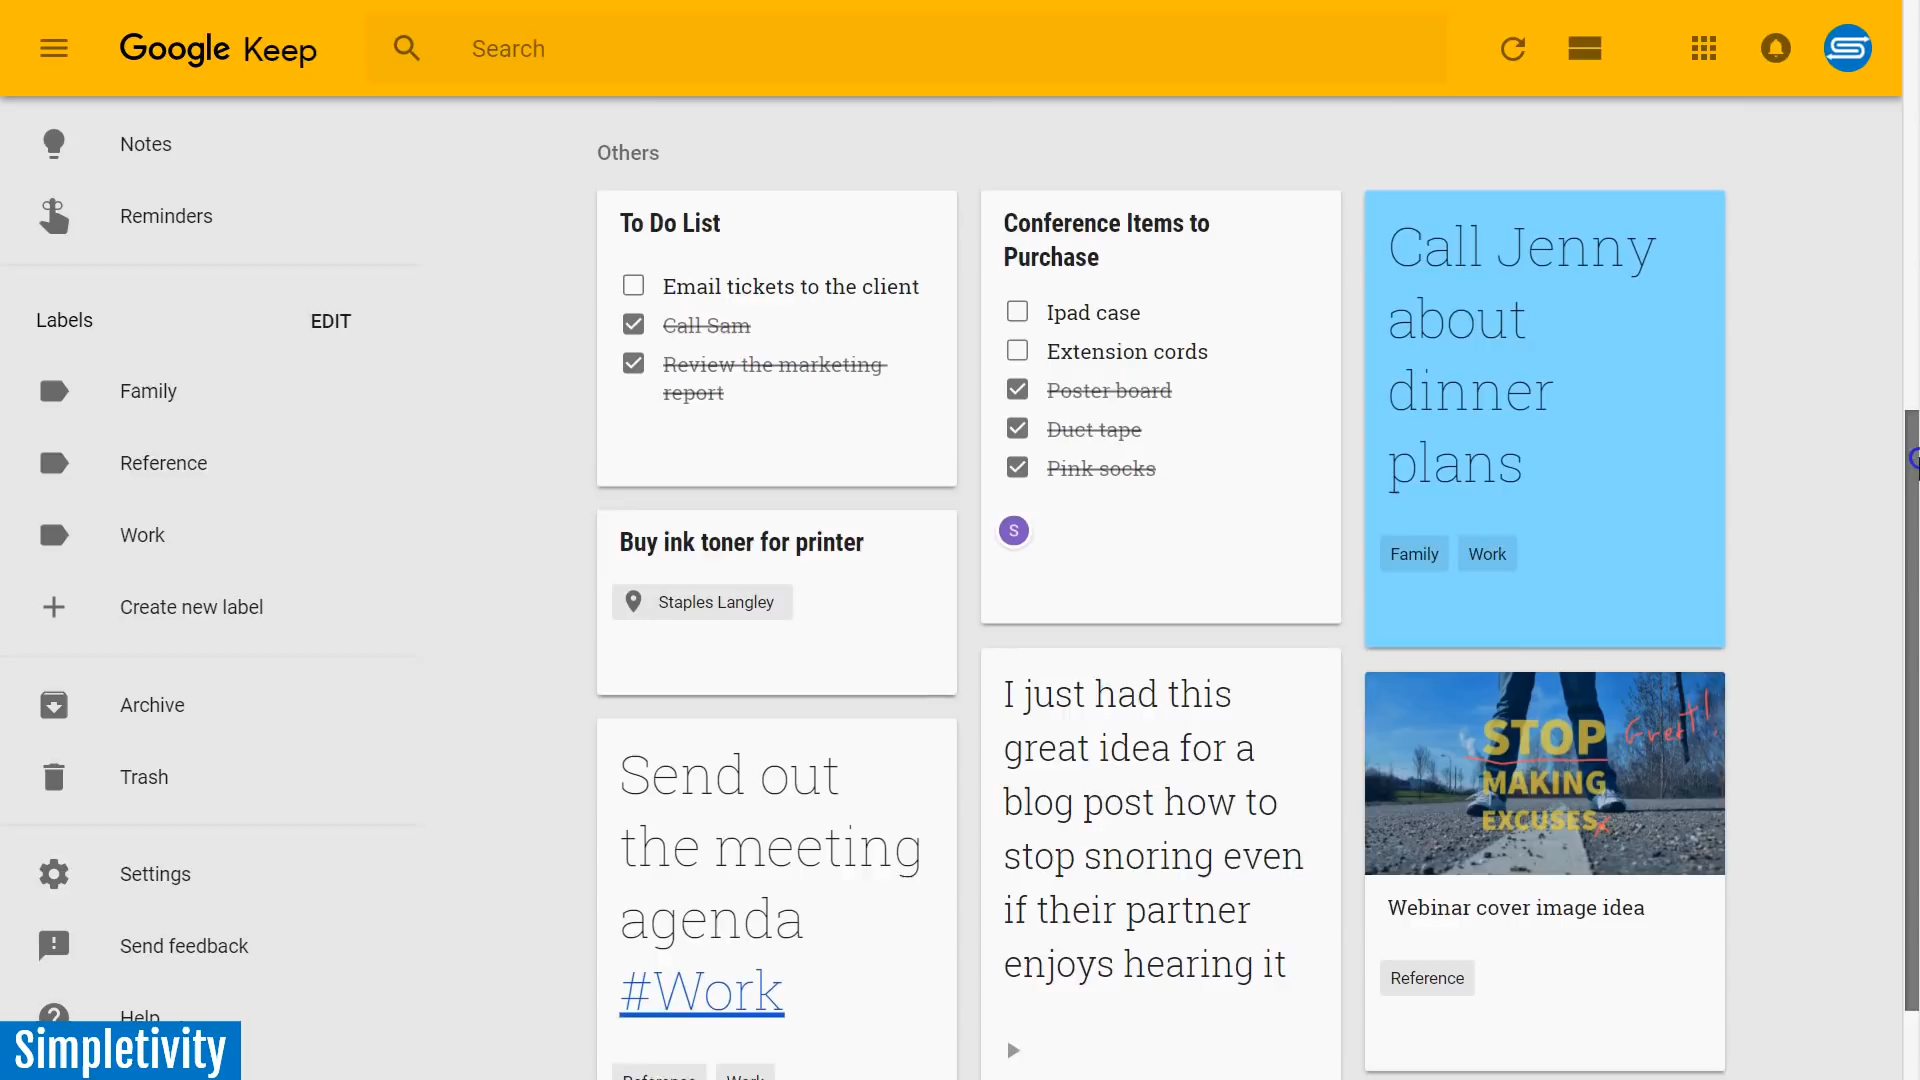 Google Keep
Search
Notes
Reminders
Labels
EDIT
Family
Reference
Work
Create new label
Archive
Trash
Settings
Send feedback
Help
Simpletivity
Others
To Do List
Email tickets to the client
Call Sam
Review the marketing
report
Buy ink toner for printer
Staples Langley
Send out
the meeting
agenda
#Work
Reference Work
Conference Items to
Purchase
Ipad case
Extension cords
Poster board
Duct tape
Pink socks
S
I just had this
great idea for a
blog post how to
stop snoring even
if their partner
enjoys hearing it
Call Jenny
about
dinner
plans
Family Work
STOP
MAKING
EXCUSES
Great!
Webinar cover image idea
Reference